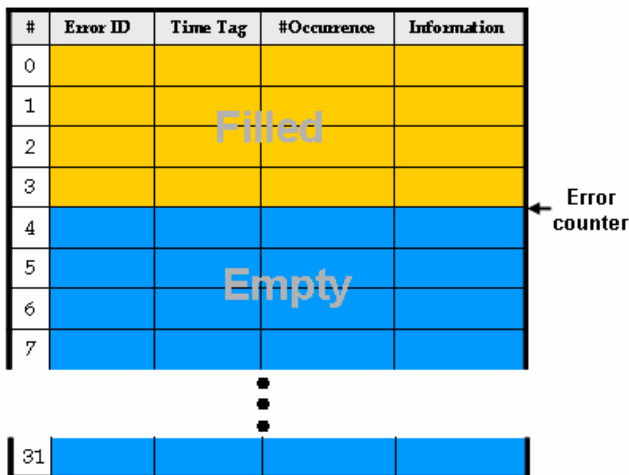 # Error ID Time Tag #Occurrence Information
0
1
Filled
2
3
Error
counter
4
5
Empty
6
7
31